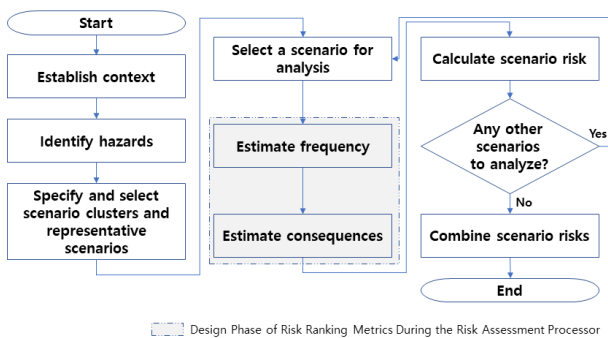 Start
Establish context
Identify hazards
Specify and select
scenario clusters and
representative
scenarios
Select a scenario for
analysis
Estimate frequency
Estimate consequences
Calculate scenario risk
Any other
scenarios
to analyze?
Yes
No
Combine scenario risks
End
Design Phase of Risk Ranking Metrics During the Risk Assessment Processor